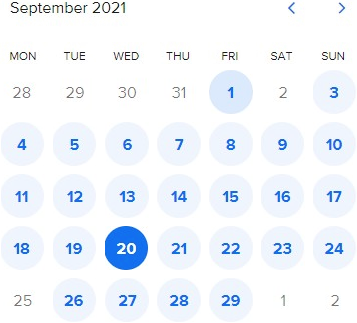 September 2021
MON TUE WED THU FRI SAT SUN
28 29 30 31 1 2 3
4 5 6 7 8 9 10
11 12 13 14 15 16 17
18 19 20 21 22 23 24
25 26 27 28 29 1 2